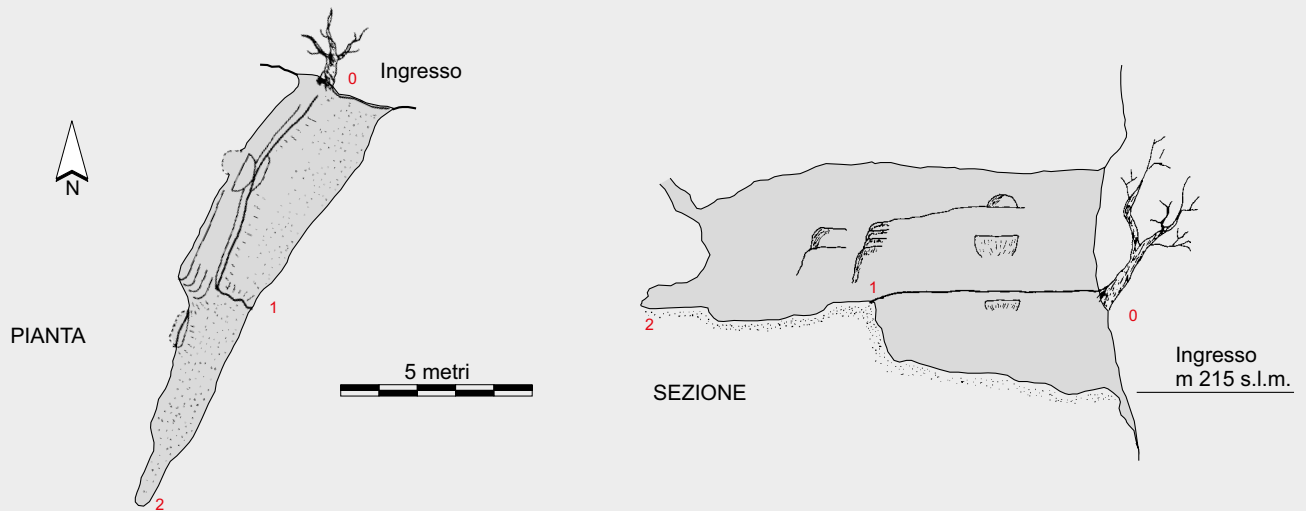 0
Ingresso
N
1
PIANTA
5 metri
2
1
2
0
Ingresso
m 215 s.l.m.
SEZIONE